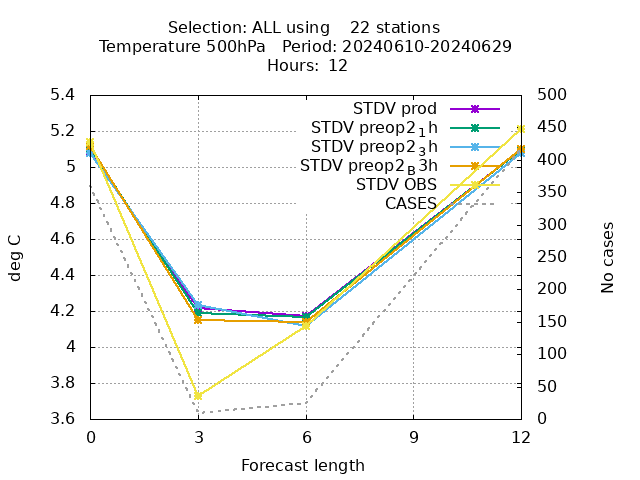 Selection: ALL using    22 stations
Temperature 500hPa   Period: 20240610-20240629
Hours:  12
5.4
5.2
5
4.8
4.6
4.4
4.2
4
3.8
3.6
500
450
400
350
300
250
200
150
100
50
0
0
3
6
9
12
deg C
No cases
Forecast length
STDV prod
STDV preop2₁h
STDV preop2₃h
STDV preop2_B3h
STDV OBS
CASES